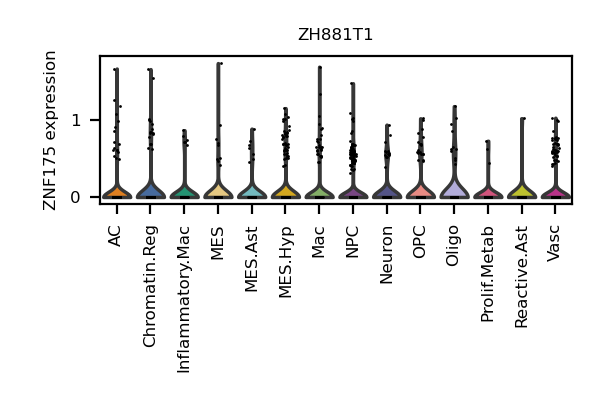 ZH881T1
ZNF175 expression
1
0
AC
Chromatin.Reg
Inflammatory.Mac
MES
MES.Ast
MES.Hyp
Mac
NPC
Neuron
OPC
Oligo
Prolif.Metab
Reactive.Ast
Vasc